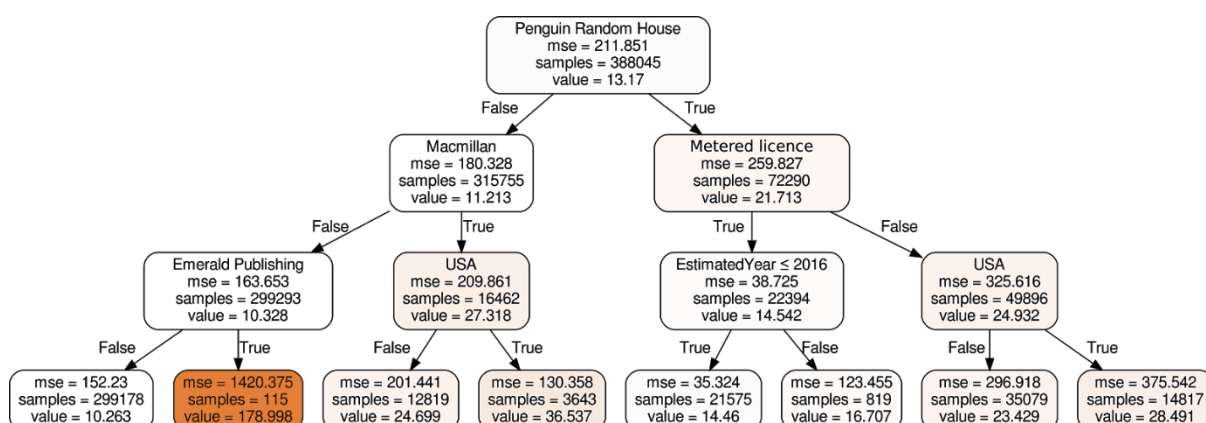 Penguin Random House
mse = 211.851
samples = 388045
value = 13.17
False
True
Macmillan
mse = 180.328
samples = 315755
value = 11.213
Metered licence
mse = 259.827
samples = 72290
value = 21.713
False
True
True
False
Emerald Publishing
mse = 163.653
samples = 299293
value = 10.328
USA
mse = 209.861
samples = 16462
value = 27.318
EstimatedYear ≤ 2016
mse = 38.725
samples = 22394
value = 14.542
USA
mse = 325.616
samples = 49896
value = 24.932
False
True
False
True
True
False
False
True
mse = 152.23
samples = 299178
value = 10.263
mse = 1420.375
samples = 115
value = 178.998
mse = 201.441
samples = 12819
value = 24.699
mse = 130.358
samples = 3643
value = 36.537
mse = 35.324
samples = 21575
value = 14.46
mse = 123.455
samples = 819
value = 16.707
mse = 296.918
samples = 35079
value = 23.429
mse = 375.542
samples = 14817
value = 28.491